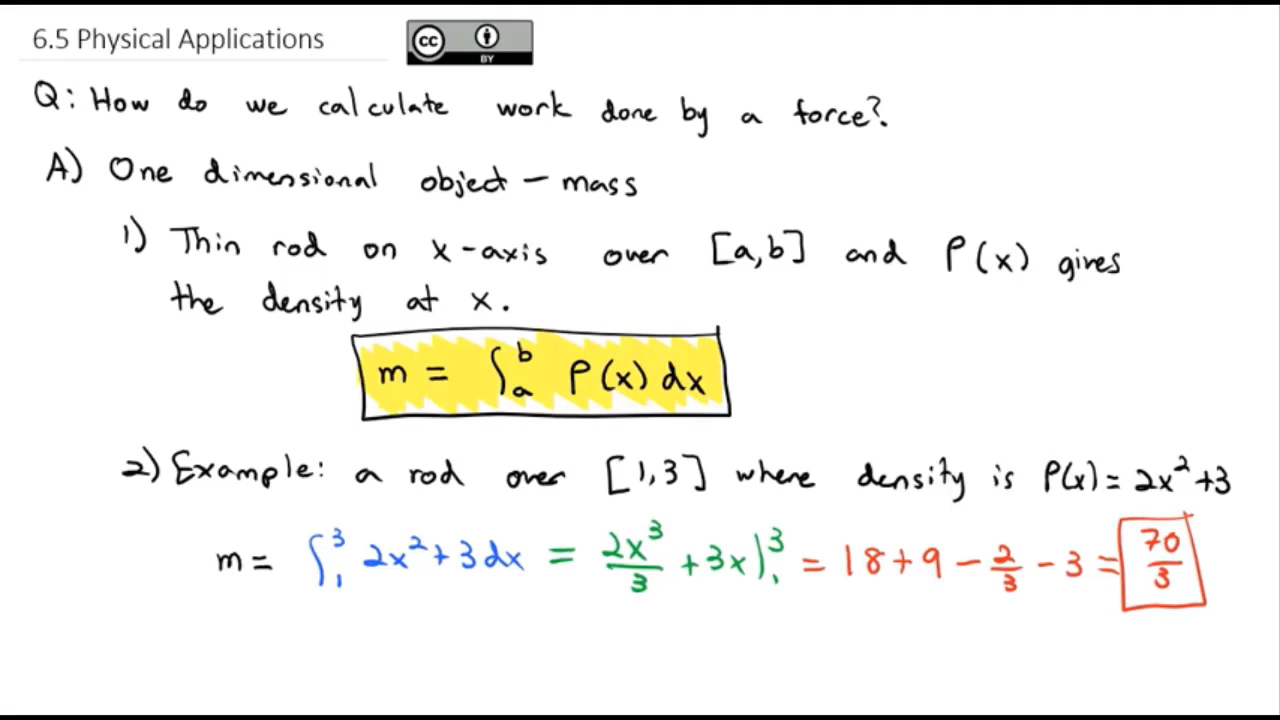 6.5 Physical Applications
cc BY
Q: How do we calculate work done by a force?
A) One dimensional object - mass
1) Thin rod on x-axis over [a,b] and ρ(x) gives
the density at x.
m = ∫ₐᵇ ρ(x) dx
2) Example: a rod over [1,3] where density is ρ(x) = 2x² + 3
m = ∫₁³ 2x² + 3 dx = 2x³/3 + 3x |₁³ = 18 + 9 - 2/3 - 3 = 70/3